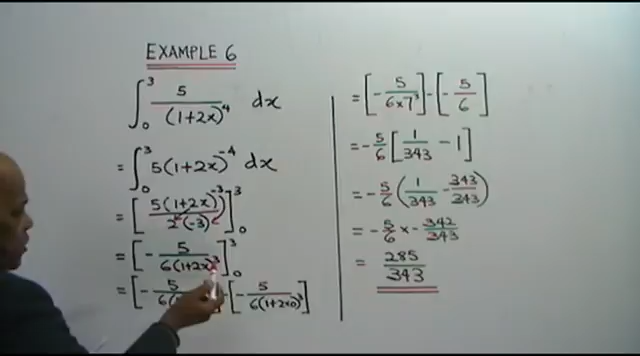 EXAMPLE 6
∫₀³ 5/(1+2x)⁴ dx
= ∫₀³ 5(1+2x)⁻⁴ dx
= [5(1+2x)⁻³/2(-3)]₀³
= [-5/6(1+2x)³]₀³
= [-5/6( ] - [-5/6(1+2×0)³]
= [-5/6×7³] - [-5/6]
= -5/6 [1/343 - 1]
= -5/6 (1/343 - 343/343)
= -5/6 × -342/343
= 285/343